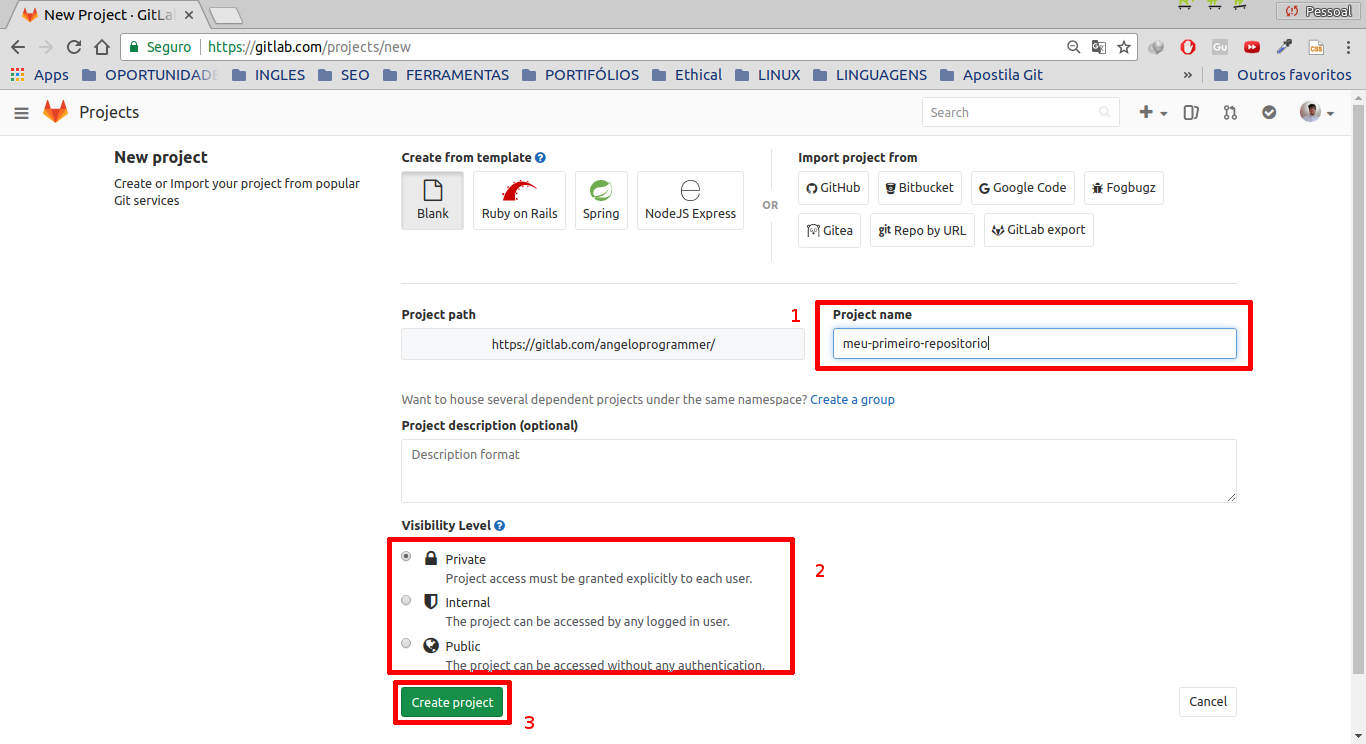 New Project · GitLa
Pessoal
Seguro
https://gitlab.com/projects/new
Gu
CSS
Apps
OPORTUNIDADE
INGLES
SEO
FERRAMENTAS
PORTIFÓLIOS
Ethical
LINUX
LINGUAGENS
Apostila Git
»
Outros favoritos
Projects
Search
New project
Create or Import your project from popular
Git services
Create from template
Blank
Ruby on Rails
Spring
NodeJS Express
OR
Import project from
GitHub
Bitbucket
Google Code
Fogbugz
Gitea
git Repo by URL
GitLab export
Project path
https://gitlab.com/angeloprogrammer/
1
Project name
meu-primeiro-repositorio
Want to house several dependent projects under the same namespace? Create a group
Project description (optional)
Description format
Visibility Level
Private
Project access must be granted explicitly to each user.
Internal
The project can be accessed by any logged in user.
Public
The project can be accessed without any authentication.
2
Create project
3
Cancel